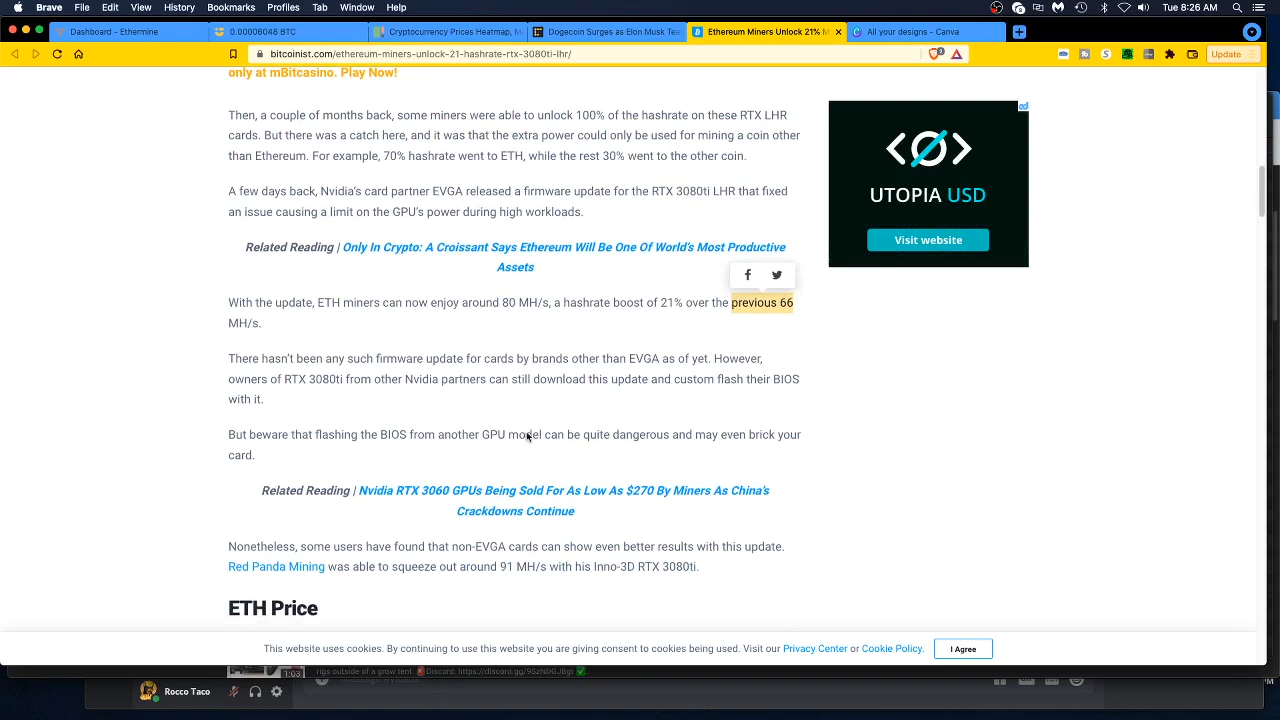 Brave File Edit View History Bookmarks Profiles Tab Window Help
Tue 8:26 AM
Dashboard - Ethermine
0.00006048 BTC
Cryptocurrency Prices Heatmap, M
Dogecoin Surges as Elon Musk Tea
Ethereum Miners Unlock 21% H
All your designs - Canva
bitcoinist.com/ethereum-miners-unlock-21-hashrate-rtx-3080ti-lhr/
Update
only at mBitcasino. Play Now!
Then, a couple of months back, some miners were able to unlock 100% of the hashrate on these RTX LHR
cards. But there was a catch here, and it was that the extra power could only be used for mining a coin other
than Ethereum. For example, 70% hashrate went to ETH, while the rest 30% went to the other coin.
A few days back, Nvidia's card partner EVGA released a firmware update for the RTX 3080ti LHR that fixed
an issue causing a limit on the GPU's power during high workloads.
Related Reading | Only In Crypto: A Croissant Says Ethereum Will Be One Of World's Most Productive
Assets
With the update, ETH miners can now enjoy around 80 MH/s, a hashrate boost of 21% over the previous 66
MH/s.
There hasn't been any such firmware update for cards by brands other than EVGA as of yet. However,
owners of RTX 3080ti from other Nvidia partners can still download this update and custom flash their BIOS
with it.
But beware that flashing the BIOS from another GPU model can be quite dangerous and may even brick your
card.
Related Reading | Nvidia RTX 3060 GPUs Being Sold For As Low As $270 By Miners As China's
Crackdowns Continue
Nonetheless, some users have found that non-EVGA cards can show even better results with this update.
Red Panda Mining was able to squeeze out around 91 MH/s with his Inno-3D RTX 3080ti.
ETH Price
UTOPIA USD
Visit website
This website uses cookies. By continuing to use this website you are giving consent to cookies being used. Visit our Privacy Center or Cookie Policy.
I Agree
1:03
rigs outside of a grow tent.
Rocco Taco